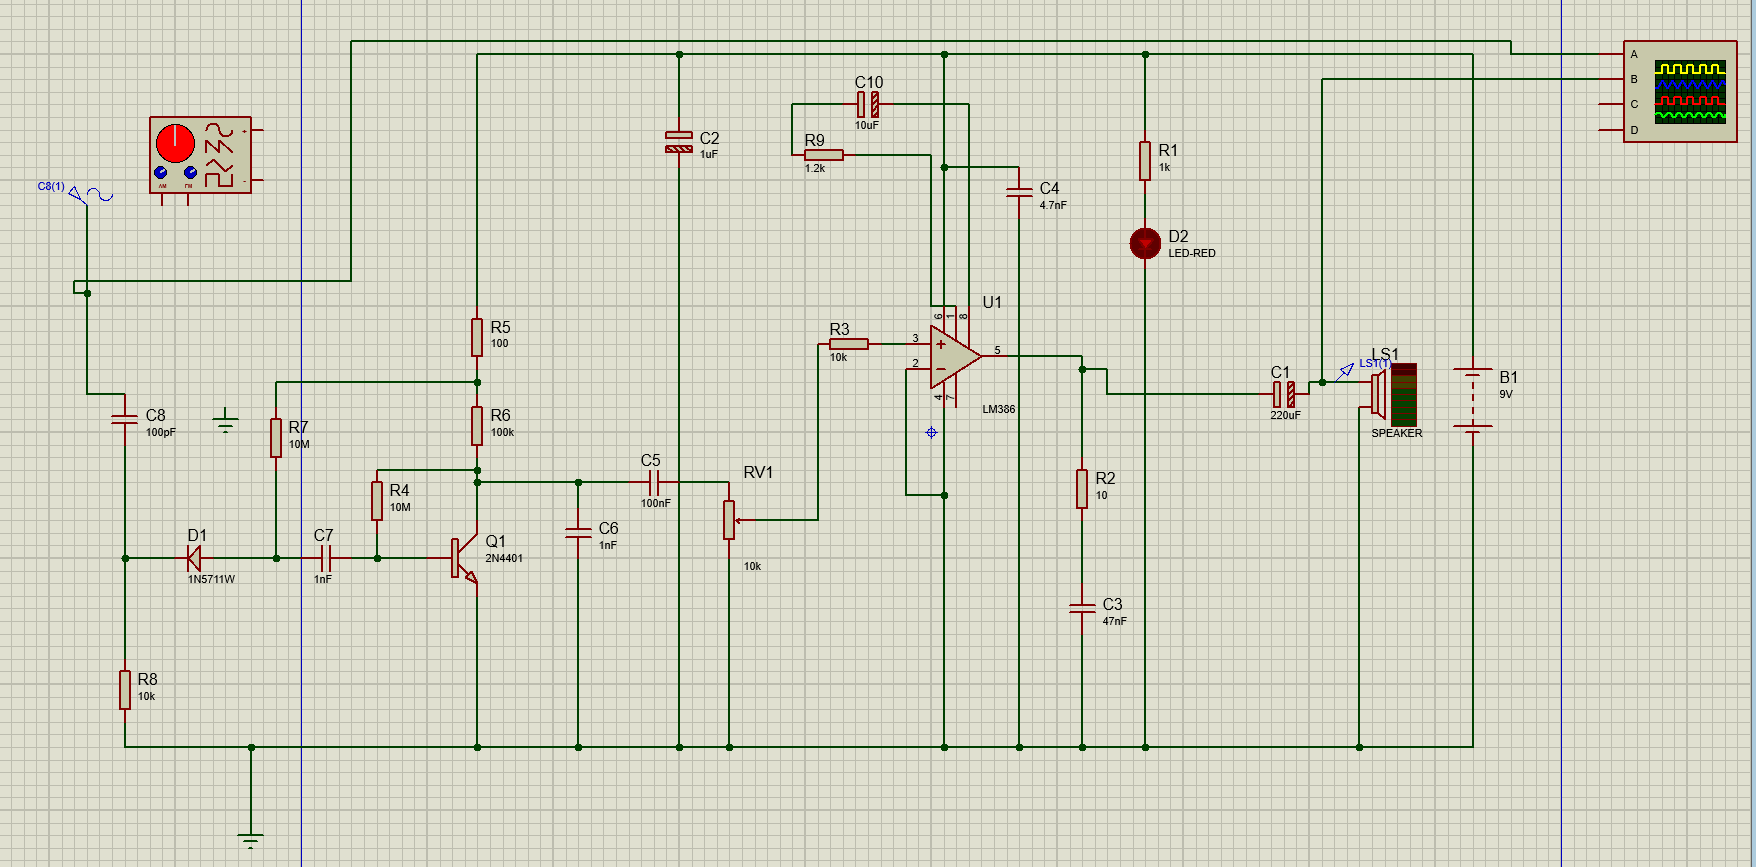 A
B
C
D
C10
10uF
C2
1uF
R9
1.2k
R1
1k
AM
FM
+
-
C8(1)
C4
4.7nF
D2
LED-RED
U1
6
1
8
R5
100
R3
10k
3
2
5
4
7
LM386
LS1
LS1(1)
SPEAKER
C1
220uF
B1
9V
C8
100pF
R7
10M
R6
100k
C5
100nF
RV1
10k
R4
10M
R2
10
D1
1N5711W
C7
1nF
Q1
2N4401
C6
1nF
C3
47nF
R8
10k